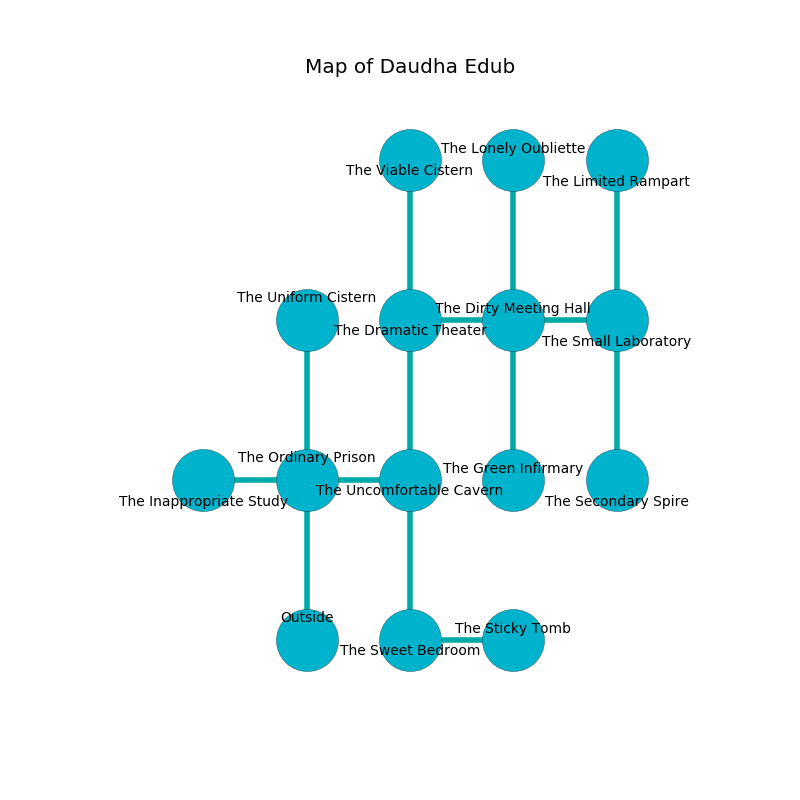 Map of Daudha Edub
The Lonely Oubliette
The Viable Cistern
The Limited Rampart
The Uniform Cistern
The Dirty Meeting Hall
The Dramatic Theater
The Small Laboratory
The Ordinary Prison
The Green Infirmary
The Uncomfortable Cavern
The Inappropriate Study
The Secondary Spire
Outside
The Sticky Tomb
The Sweet Bedroom